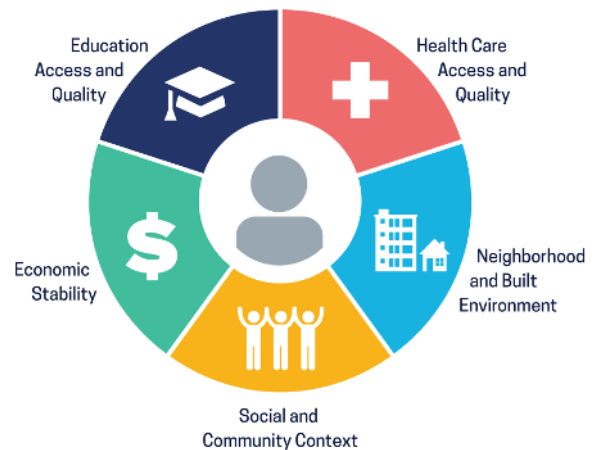 Education
Access and
Quality
Health Care
Access and
Quality
$
Economic
Stability
Neighborhood
and Built
Environment
Social and
Community Context